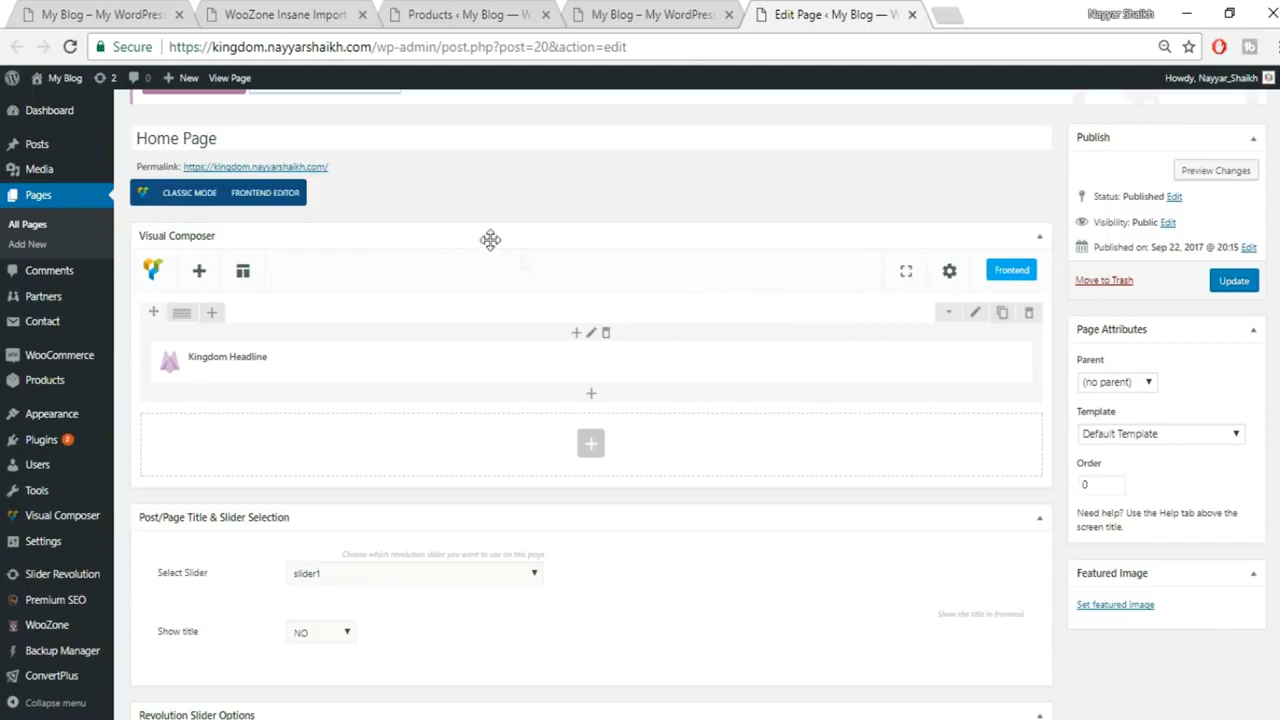 My Blog – My WordPress
WooZone Insane Import
Products ‹ My Blog — W
My Blog – My WordPress
Edit Page ‹ My Blog — W
Nayyar Shaikh
Secure
https://kingdom.nayyarshaikh.com/wp-admin/post.php?post=20&action=edit
My Blog
2
0
New
View Page
Howdy, Nayyar_Shaikh
Dashboard
Posts
Media
Pages
All Pages
Add New
Comments
Partners
Contact
WooCommerce
Products
Appearance
Plugins 2
Users
Tools
Visual Composer
Settings
Slider Revolution
Premium SEO
WooZone
Backup Manager
ConvertPlus
Collapse menu
Home Page
Permalink: https://kingdom.nayyarshaikh.com/
CLASSIC MODE
FRONTEND EDITOR
Visual Composer
Frontend
Kingdom Headline
Post/Page Title & Slider Selection
Choose which revolution slider you want to use on this page
Select Slider
slider1
Show the title in frontend.
Show title
NO
Revolution Slider Options
Publish
Preview Changes
Status: Published Edit
Visibility: Public Edit
Published on: Sep 22, 2017 @ 20:15 Edit
Move to Trash
Update
Page Attributes
Parent
(no parent)
Template
Default Template
Order
0
Need help? Use the Help tab above the
screen title.
Featured Image
Set featured image